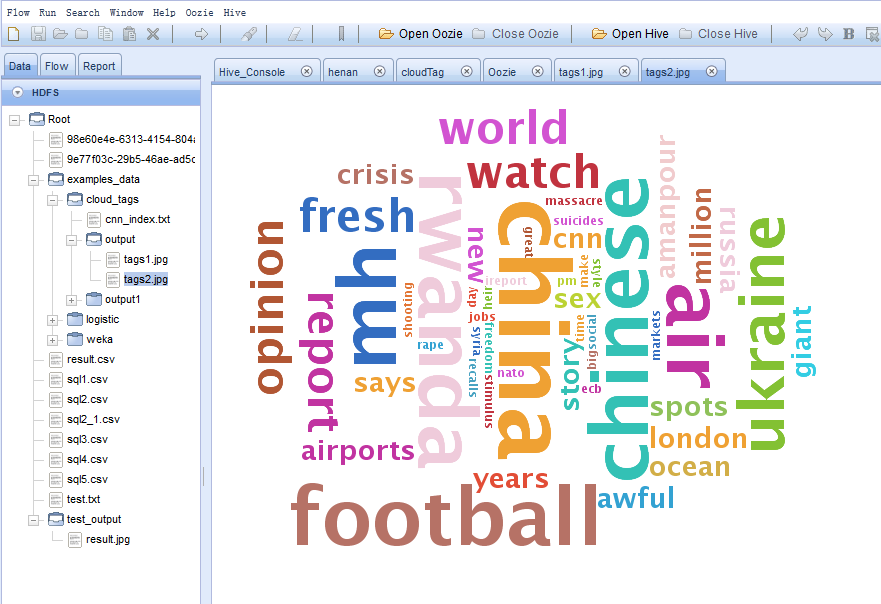 Flow Run Search Window Help Oozie Hive
Open Oozie Close Oozie Open Hive Close Hive B
Data Flow Report
HDFS
Root
98e60e4e-6313-4154-804
9e77f03c-29b5-46ae-ad5c
examples_data
cloud_tags
cnn_index.txt
output
tags1.jpg
tags2.jpg
output1
logistic
weka
result.csv
sql1.csv
sql2.csv
sql2_1.csv
sql3.csv
sql4.csv
sql5.csv
test.txt
test_output
result.jpg
Hive_Console henan cloudTag Oozie tags1.jpg tags2.jpg
world
watch
crisis
massacre
fresh
suicides
cnn
rwanda
china
chinese
amanpour
million
russia
opinion
mh
new
great
make
style
ireport
pm
day
heir
sex
air
ukraine
report
shooting
jobs
time
social
markets
giant
rape
syria
freedom
story
big
recalls
nato
stimulus
says
ecb
spots
airports
london
years
ocean
football
awful